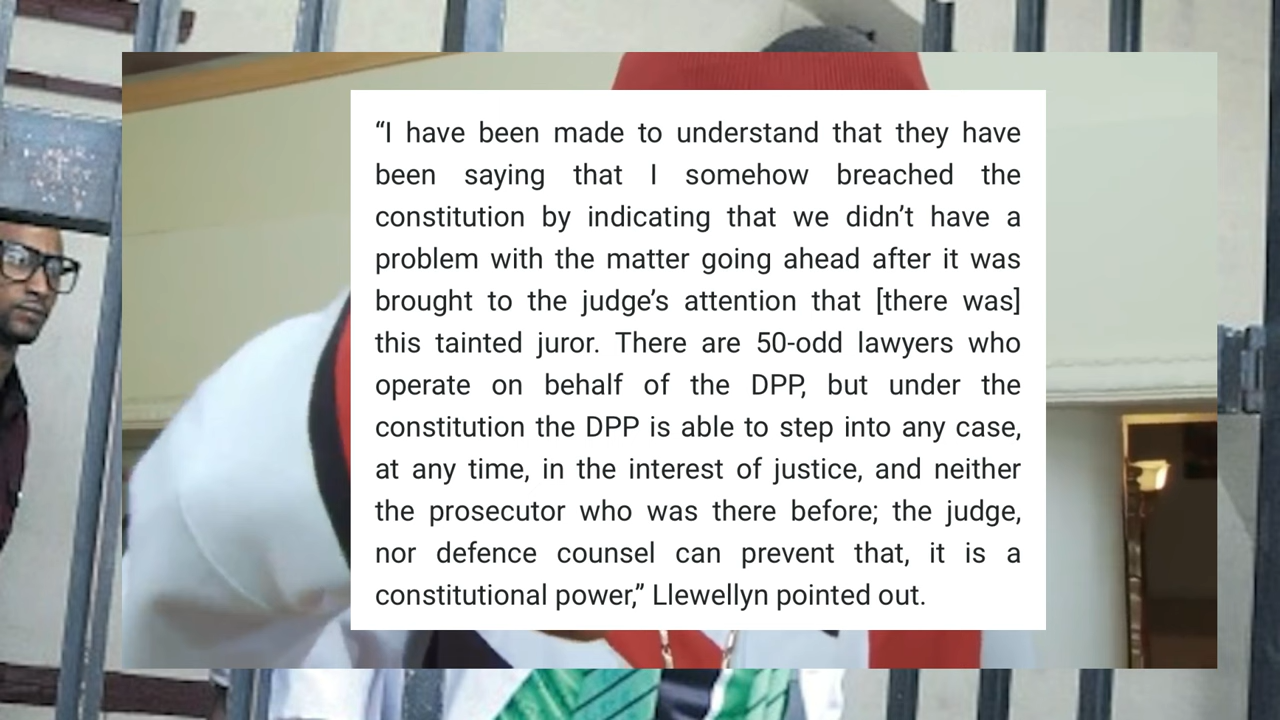 “I have been made to understand that they have
been saying that I somehow breached the
constitution by indicating that we didn’t have a
problem with the matter going ahead after it was
brought to the judge’s attention that [there was]
this tainted juror. There are 50-odd lawyers who
operate on behalf of the DPP, but under the
constitution the DPP is able to step into any case,
at any time, in the interest of justice, and neither
the prosecutor who was there before; the judge,
nor defence counsel can prevent that, it is a
constitutional power,” Llewellyn pointed out.